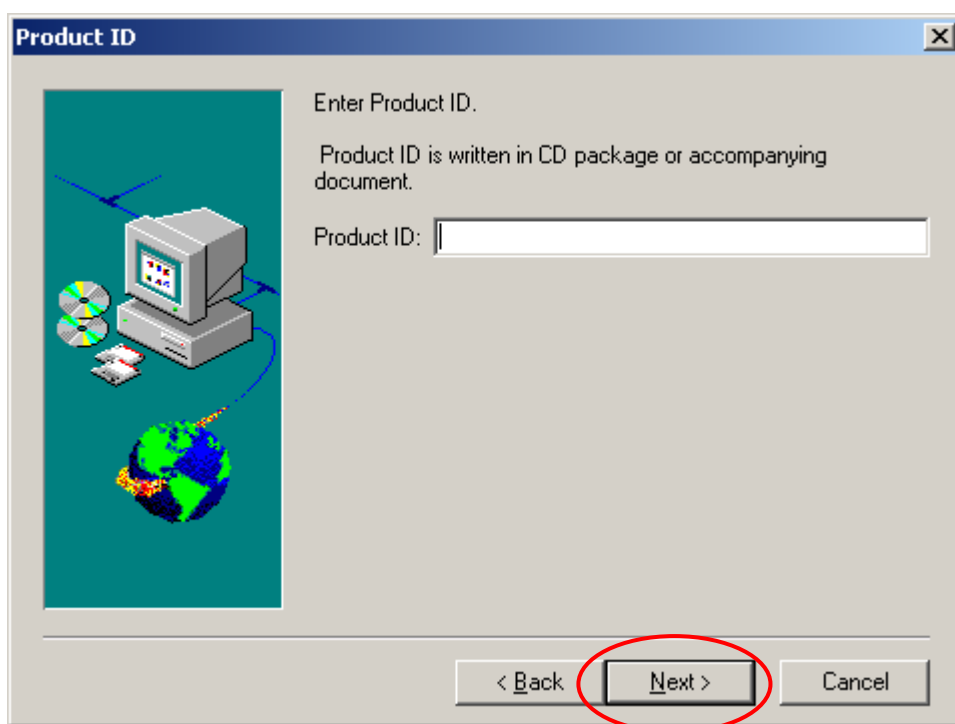 Product ID
Enter Product ID.
Product ID is written in CD package or accompanying
document.
Product ID:
< Back
Next >
Cancel